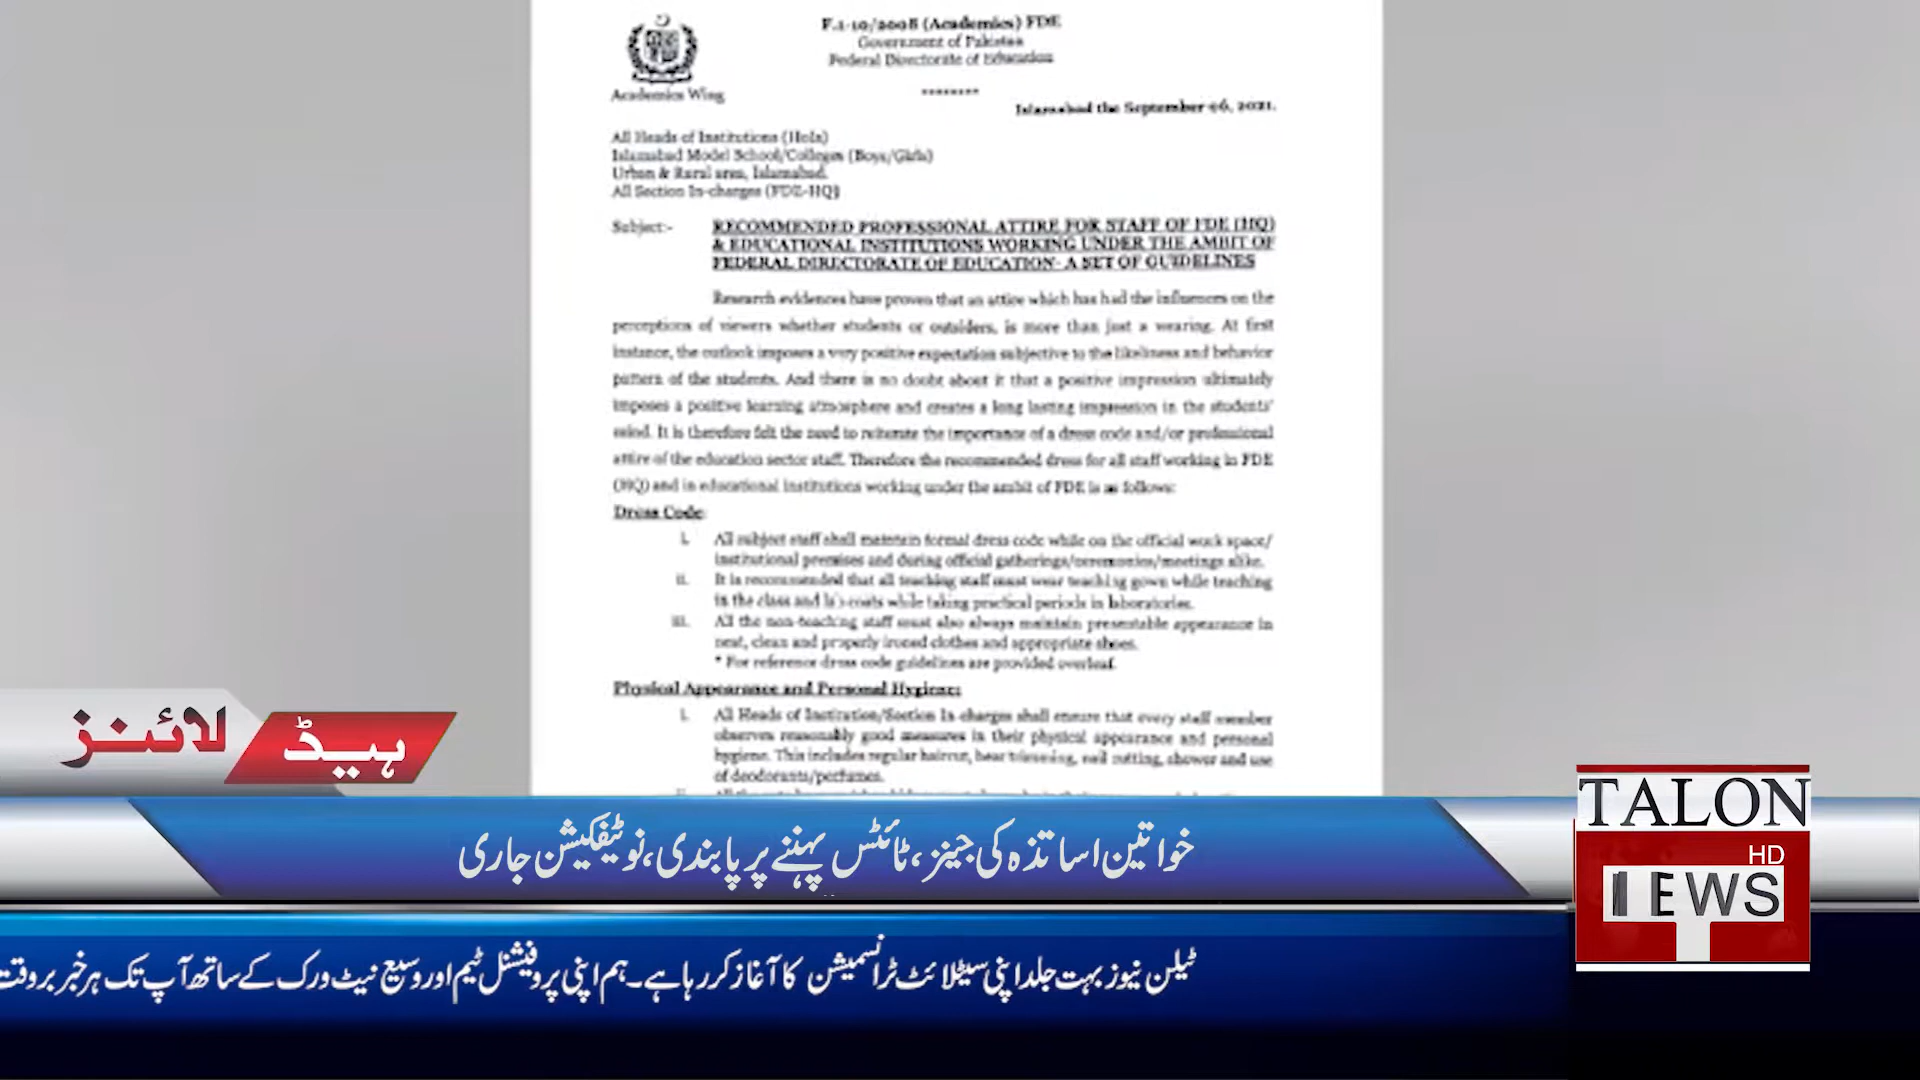 F.1-10/2008 (Academics) FDE
Government of Pakistan
Federal Directorate of Education
********
Academics Wing
Islamabad the September 06, 2021.
All Heads of Institutions (HoIs)
Islamabad Model School/Colleges (Boys/Girls)
Urban & Rural area, Islamabad.
All Section In-charges (FDE-HQ)
Subject:- RECOMMENDED PROFESSIONAL ATTIRE FOR STAFF OF FDE (HQ)
& EDUCATIONAL INSTITUTIONS WORKING UNDER THE AMBIT OF
FEDERAL DIRECTORATE OF EDUCATION- A SET OF GUIDELINES
Research evidences have proven that an attire which has had the influences on the
perceptions of viewers whether students or outsiders, is more than just a wearing. At first
instance, the outlook imposes a very positive expectation subjective to the likeliness and behavior
pattern of the students. And there is no doubt about it that a positive impression ultimately
imposes a positive learning atmosphere and creates a long lasting impression in the students'
mind. It is therefore felt the need to reiterate the importance of a dress code and/or professional
attire of the education sector staff. Therefore the recommended dress for all staff working in FDE
(HQ) and in educational institutions working under the ambit of FDE is as follows:
Dress Code:
i. All subject staff shall maintain formal dress code while on the official work space/
institutional premises and during official gatherings/ceremonies/meetings alike.
ii. It is recommended that all teaching staff must wear teaching gown while teaching
in the class and lab coats while taking practical periods in laboratories.
iii. All the non-teaching staff must also always maintain presentable appearance in
neat, clean and properly ironed clothes and appropriate shoes.
* For reference dress code guidelines are provided overleaf.
Physical Appearance and Personal Hygiene:
i. All Heads of Institution/Section In-charges shall ensure that every staff member
observes reasonably good measures in their physical appearance and personal
hygiene. This includes regular haircut, bear trimming, nail cutting, shower and use
of deodorants/perfumes.
ہیڈ لائنز
خواتین اساتذہ کی جینز، ٹائٹس پہننے پر پابندی، نوٹیفکیشن جاری
TALON
HD
NEWS
ٹیلن نیوز بہت جلد اپنی سیٹلائٹ ٹرانسمیشن کا آغاز کر رہا ہے۔ ہم اپنی پروفیشنل ٹیم اور وسیع نیٹ ورک کے ساتھ آپ تک ہر خبر بروقت